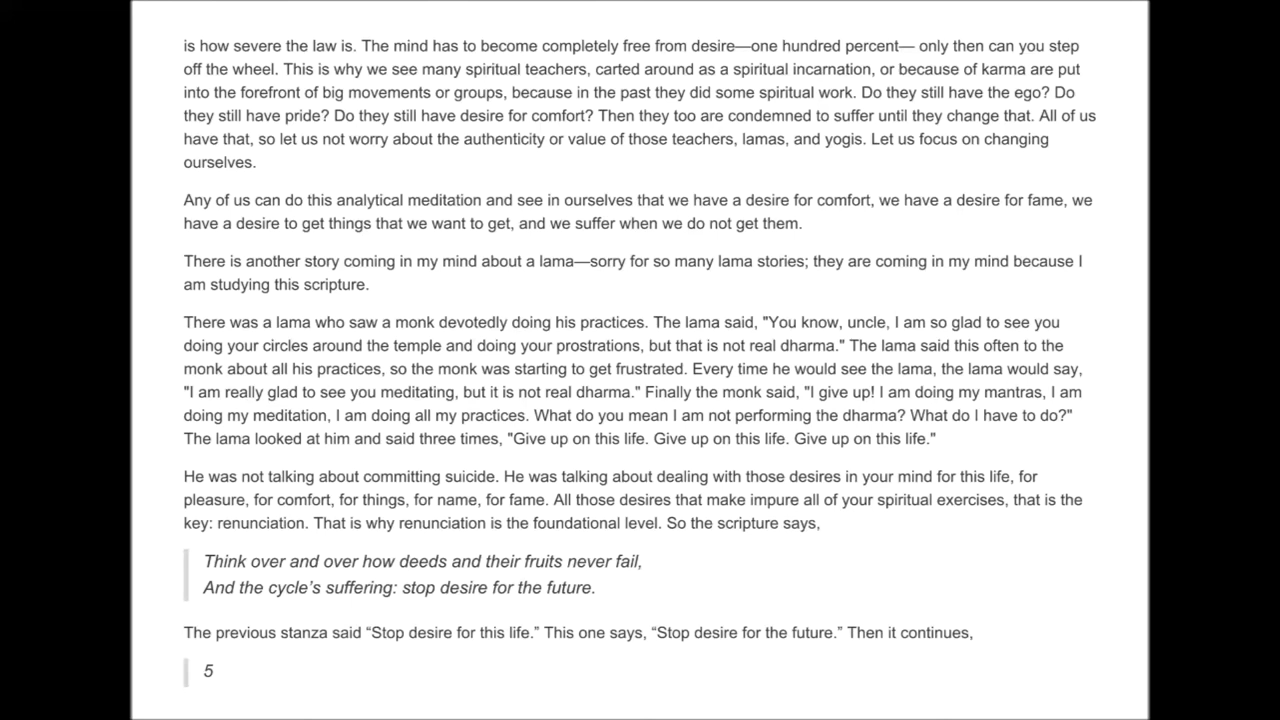 is how severe the law is. The mind has to become completely free from desire—one hundred percent— only then can you step
off the wheel. This is why we see many spiritual teachers, carted around as a spiritual incarnation, or because of karma are put
into the forefront of big movements or groups, because in the past they did some spiritual work. Do they still have the ego? Do
they still have pride? Do they still have desire for comfort? Then they too are condemned to suffer until they change that. All of us
have that, so let us not worry about the authenticity or value of those teachers, lamas, and yogis. Let us focus on changing
ourselves.
Any of us can do this analytical meditation and see in ourselves that we have a desire for comfort, we have a desire for fame, we
have a desire to get things that we want to get, and we suffer when we do not get them.
There is another story coming in my mind about a lama—sorry for so many lama stories; they are coming in my mind because I
am studying this scripture.
There was a lama who saw a monk devotedly doing his practices. The lama said, "You know, uncle, I am so glad to see you
doing your circles around the temple and doing your prostrations, but that is not real dharma." The lama said this often to the
monk about all his practices, so the monk was starting to get frustrated. Every time he would see the lama, the lama would say,
"I am really glad to see you meditating, but it is not real dharma." Finally the monk said, "I give up! I am doing my mantras, I am
doing my meditation, I am doing all my practices. What do you mean I am not performing the dharma? What do I have to do?"
The lama looked at him and said three times, "Give up on this life. Give up on this life. Give up on this life."
He was not talking about committing suicide. He was talking about dealing with those desires in your mind for this life, for
pleasure, for comfort, for things, for name, for fame. All those desires that make impure all of your spiritual exercises, that is the
key: renunciation. That is why renunciation is the foundational level. So the scripture says,
Think over and over how deeds and their fruits never fail,
And the cycle’s suffering: stop desire for the future.
The previous stanza said “Stop desire for this life.” This one says, “Stop desire for the future.” Then it continues,
5